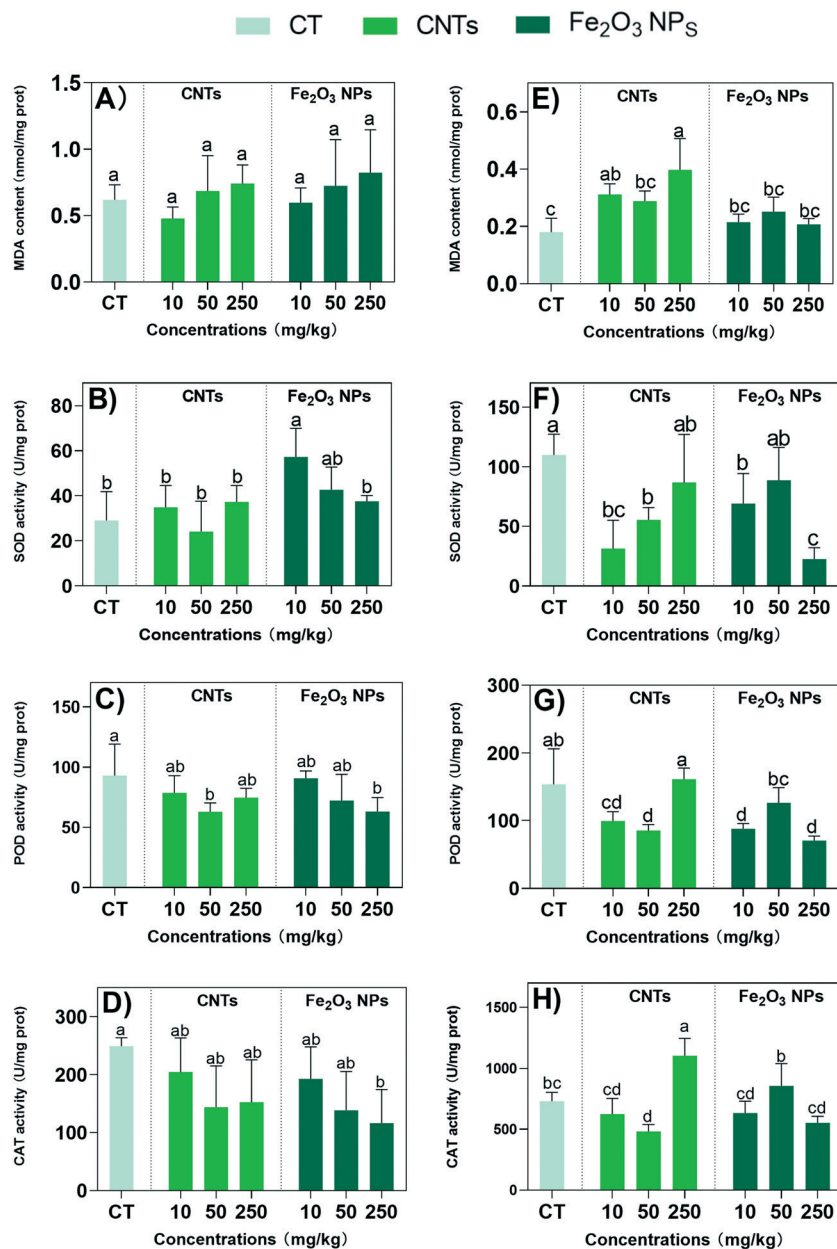 CT CNTs Fe₂O₃ NPₛ
A）
CNTs
Fe₂O₃ NPs
MDA content（nmol/mg prot）
1.5
1.0
0.5
0.0
a
a
a
a
a
a
a
CT 10 50 250 10 50 250
Concentrations（mg/kg）
E)
CNTs
Fe₂O₃ NPs
MDA content（nmol/mg prot）
0.6
0.4
0.2
0.0
c
ab
bc
a
bc
bc
bc
CT 10 50 250 10 50 250
Concentrations（mg/kg）
B)
CNTs
Fe₂O₃ NPs
SOD activity（U/mg prot）
80
60
40
20
0
b
b
b
b
a
ab
b
CT 10 50 250 10 50 250
Concentrations（mg/kg）
F)
CNTs
Fe₂O₃ NPs
SOD activity（U/mg prot）
150
100
50
0
a
bc
b
ab
b
ab
c
CT 10 50 250 10 50 250
Concentrations（mg/kg）
C)
CNTs
Fe₂O₃ NPs
POD activity（U/mg prot）
150
100
50
0
a
ab
b
ab
ab
ab
b
CT 10 50 250 10 50 250
Concentrations（mg/kg）
G)
CNTs
Fe₂O₃ NPs
POD activity（U/mg prot）
300
200
100
0
ab
cd
d
a
d
bc
d
CT 10 50 250 10 50 250
Concentrations（mg/kg）
D)
CNTs
Fe₂O₃ NPs
CAT activity（U/mg prot）
300
200
100
0
a
ab
ab
ab
ab
ab
b
CT 10 50 250 10 50 250
Concentrations（mg/kg）
H)
CNTs
Fe₂O₃ NPs
CAT activity（U/mg prot）
1500
1000
500
0
bc
cd
d
a
cd
b
cd
CT 10 50 250 10 50 250
Concentrations（mg/kg）